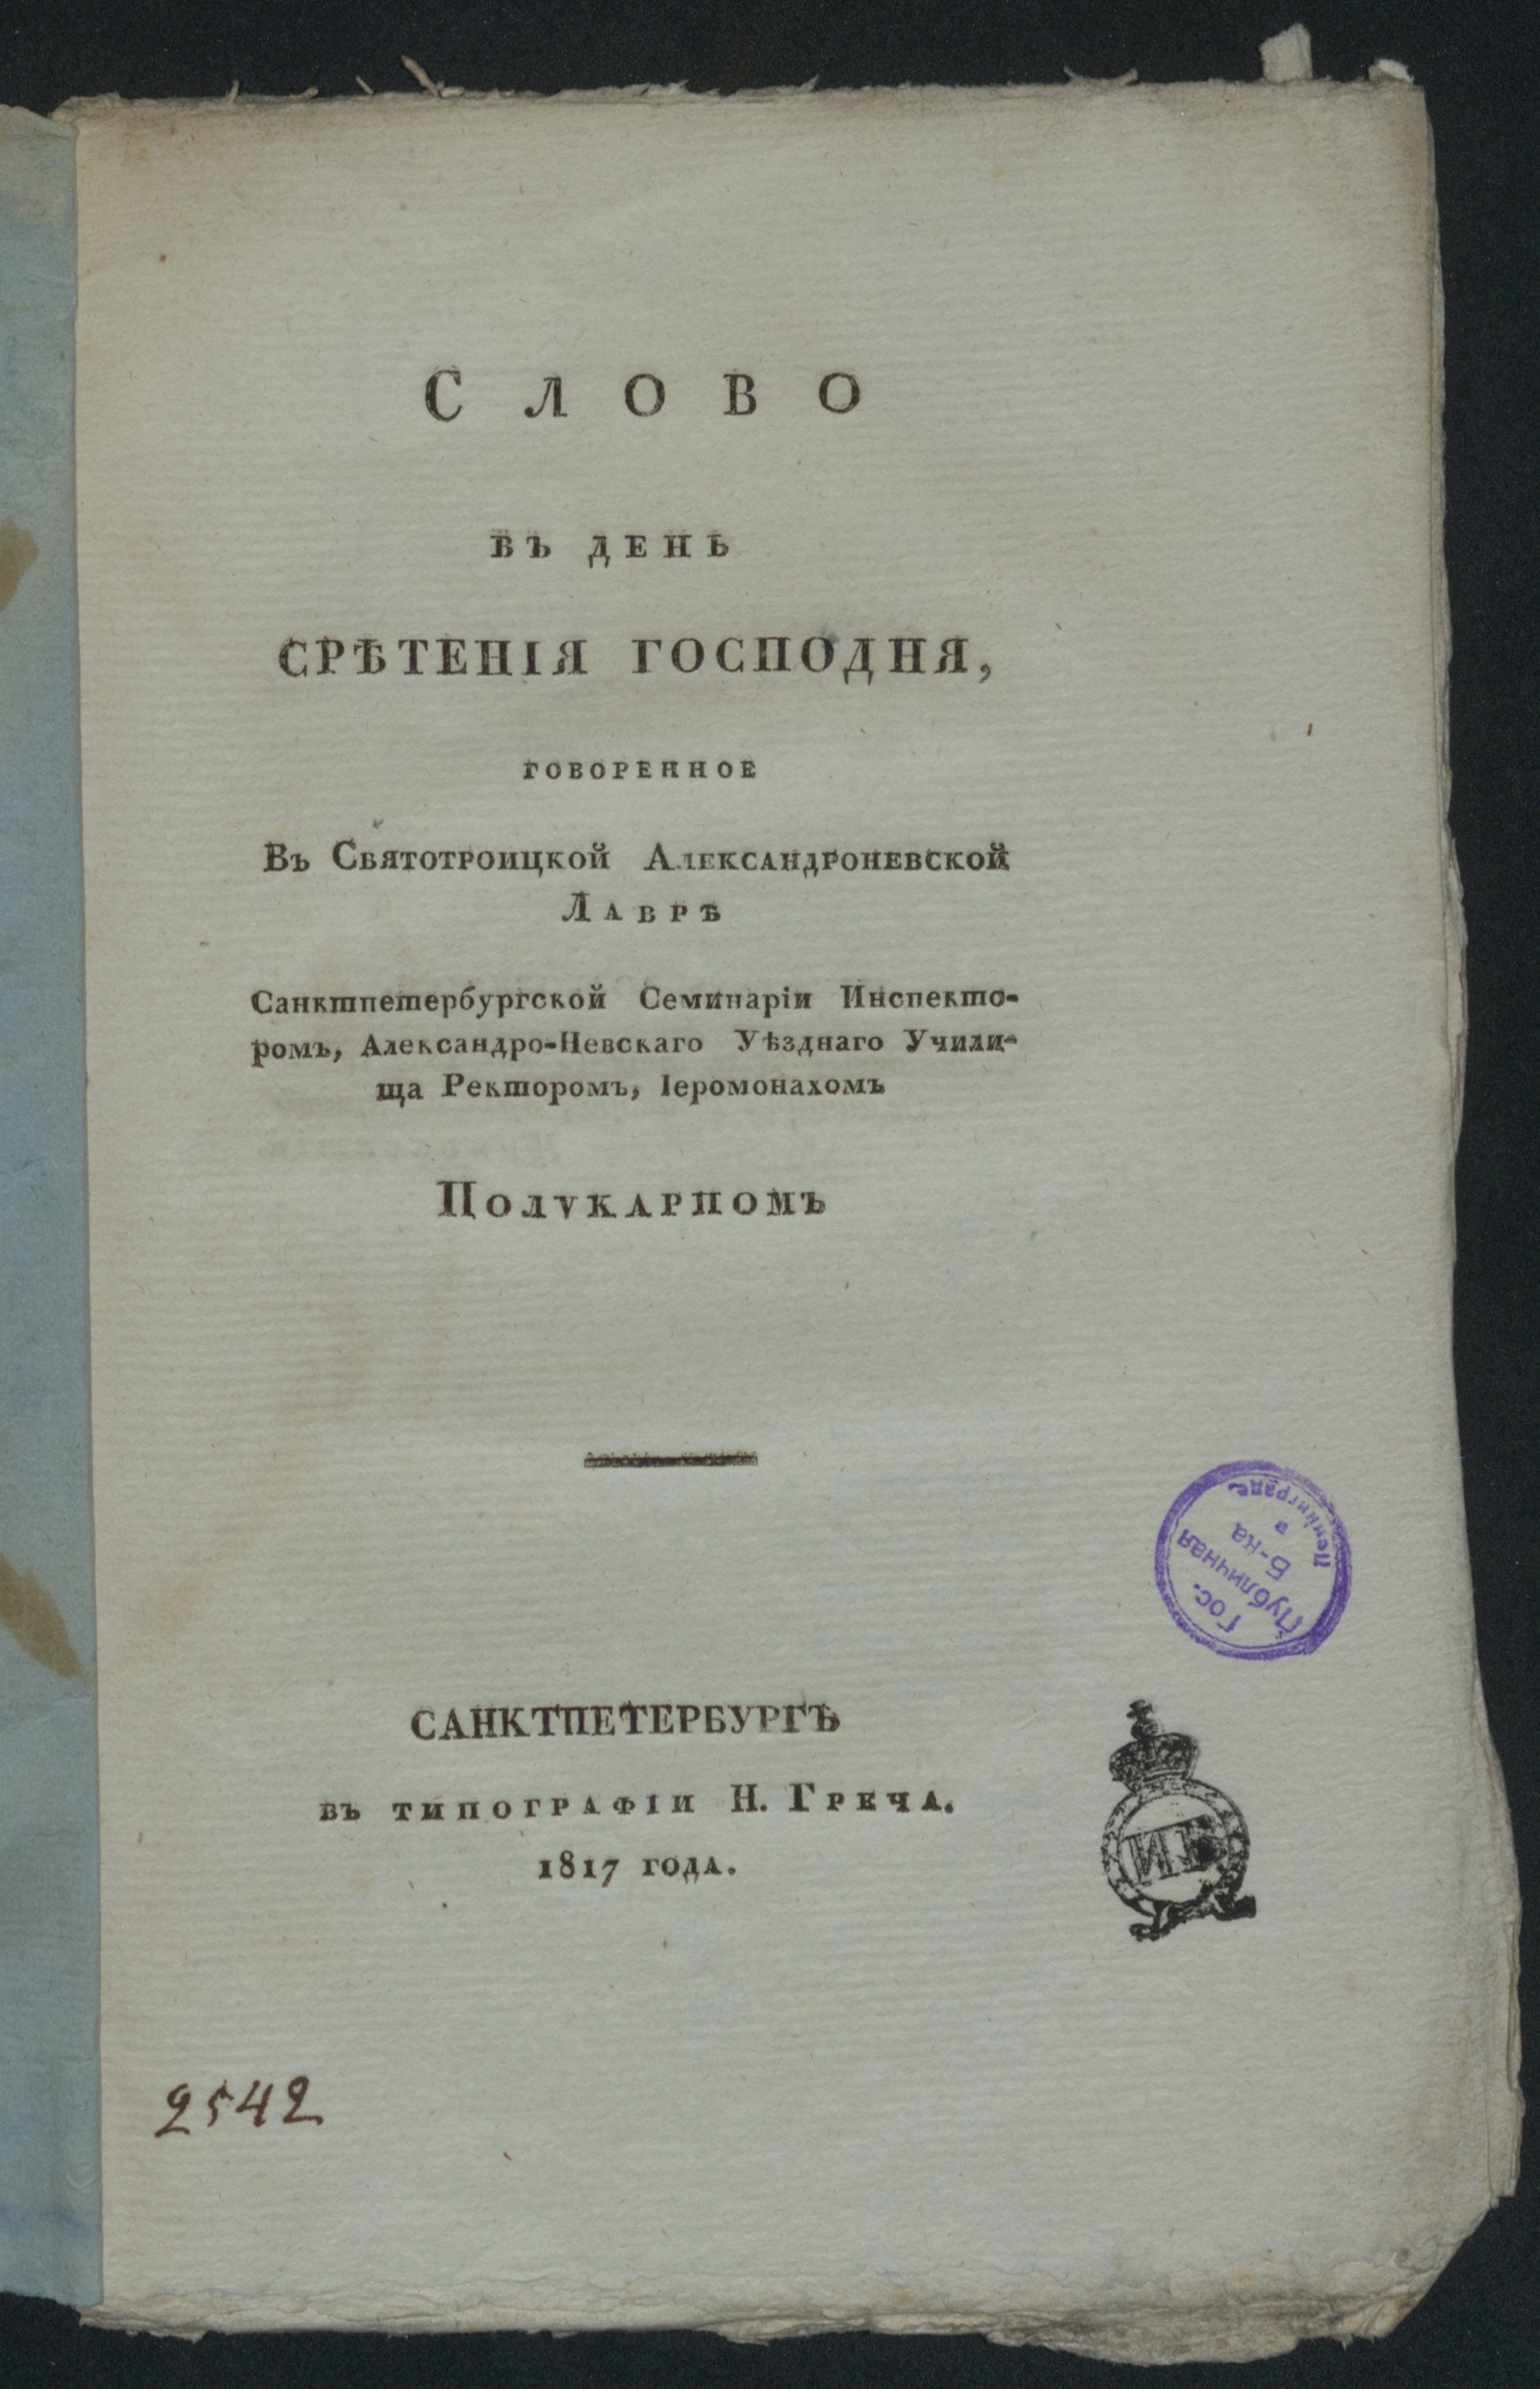 СЛОВО
ВЪ ДЕНЬ
СРѢТЕНІЯ ГОСПОДНЯ,
ГОВОРЕННОЕ
Въ Святотроицкой Александроневской
Лаврѣ
Санктпетербургской Семинаріи Инспекто-
ромъ, Александро-Невскаго Уѣзднаго Учили-
ща Ректоромъ, Іеромонахомъ
Полѵкарпомъ
Гос.
Публичная
Б-ка
в
Ленинграде
САНКТПЕТЕРБУРГЪ
въ типографіи Н. Греча.
1817 года.
2542